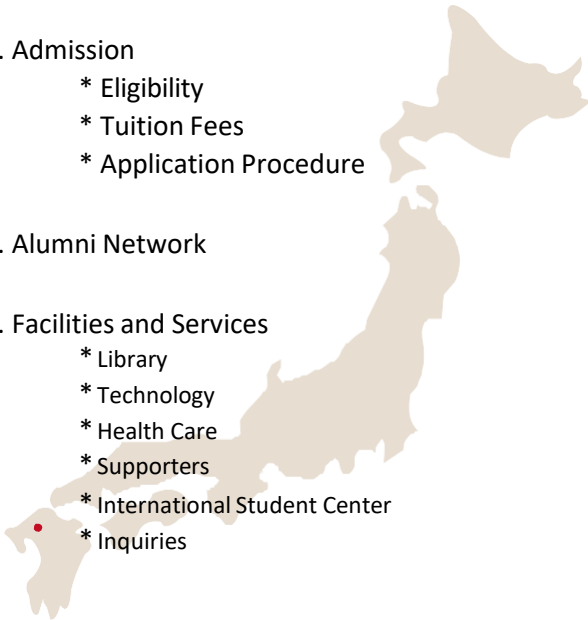 . Admission
* Eligibility
* Tuition Fees
* Application Procedure
. Alumni Network
. Facilities and Services
* Library
* Technology
* Health Care
* Supporters
* International Student Center
* Inquiries